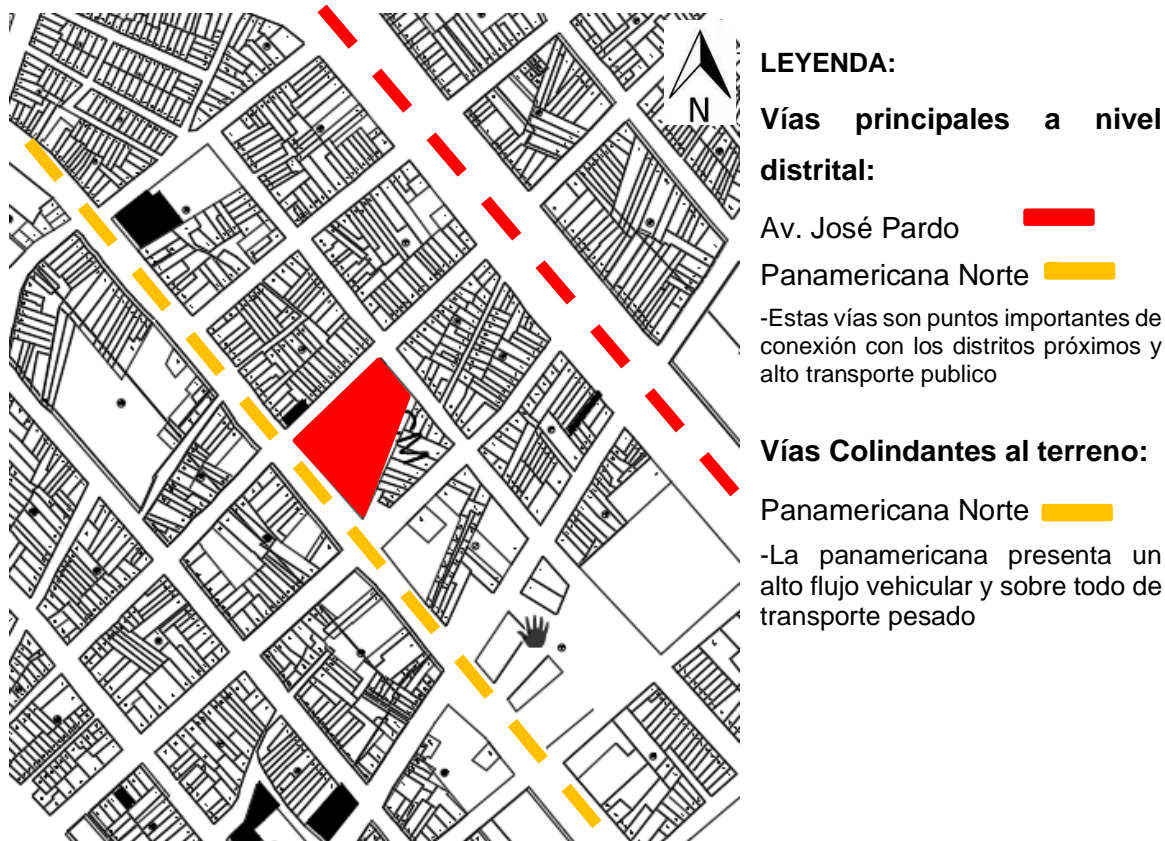 N
LEYENDA:
Vías principales a nivel
distrital:
Av. José Pardo
Panamericana Norte
-Estas vías son puntos importantes de
conexión con los distritos próximos y
alto transporte publico
Vías Colindantes al terreno:
Panamericana Norte
-La panamericana presenta un
alto flujo vehicular y sobre todo de
transporte pesado